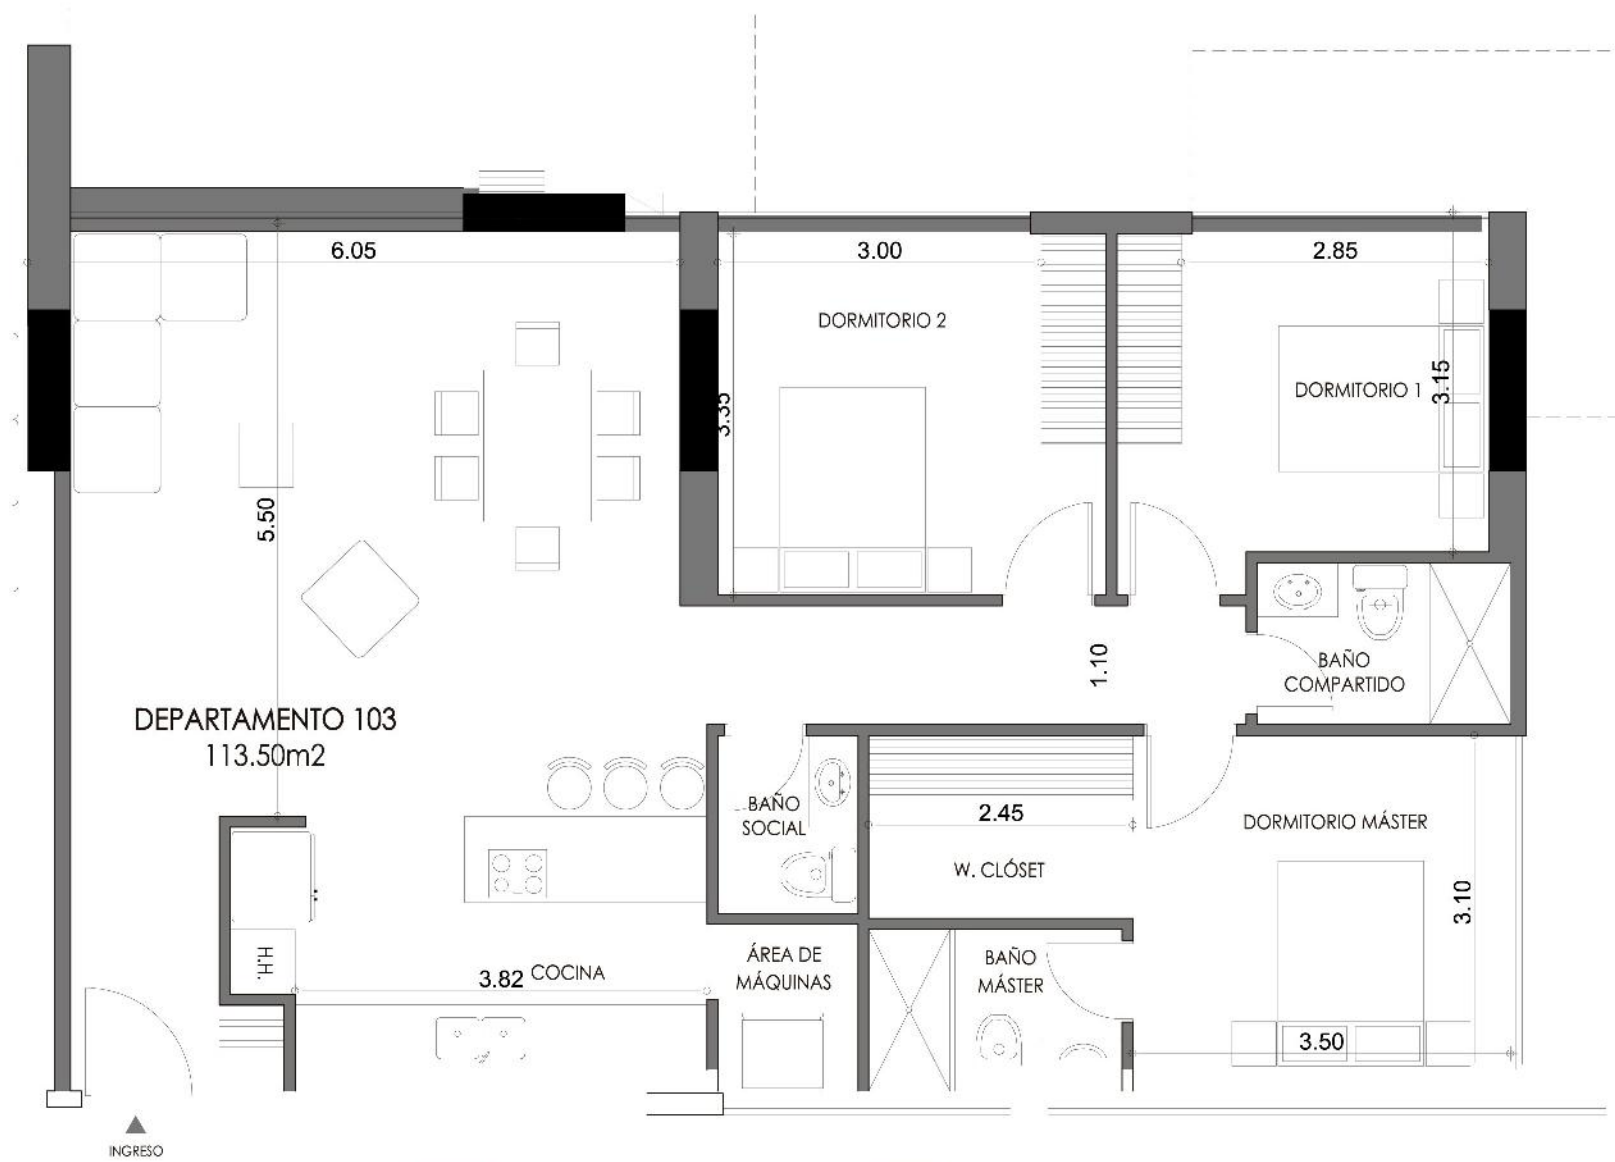 6.05
3.00
2.85
DORMITORIO 2
DORMITORIO 1
3.15
3.35
5.50
1.10
BAÑO
COMPARTIDO
DEPARTAMENTO 103
113.50m2
BAÑO
SOCIAL
2.45
W. CLÓSET
DORMITORIO MÁSTER
3.10
H.H.
3.82
COCINA
ÁREA DE
MÁQUINAS
BAÑO
MÁSTER
3.50
INGRESO